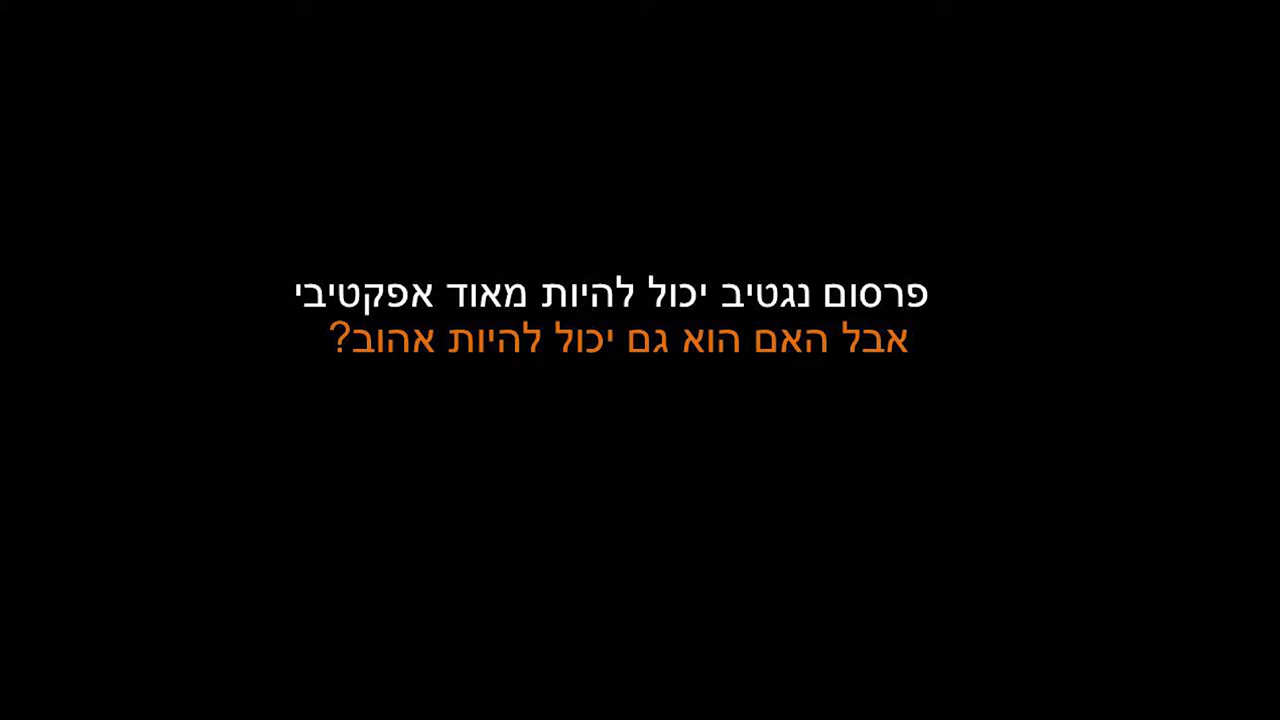 פרסום נגטיב יכול להיות מאוד אפקטיבי
אבל האם הוא גם יכול להיות אהוב?